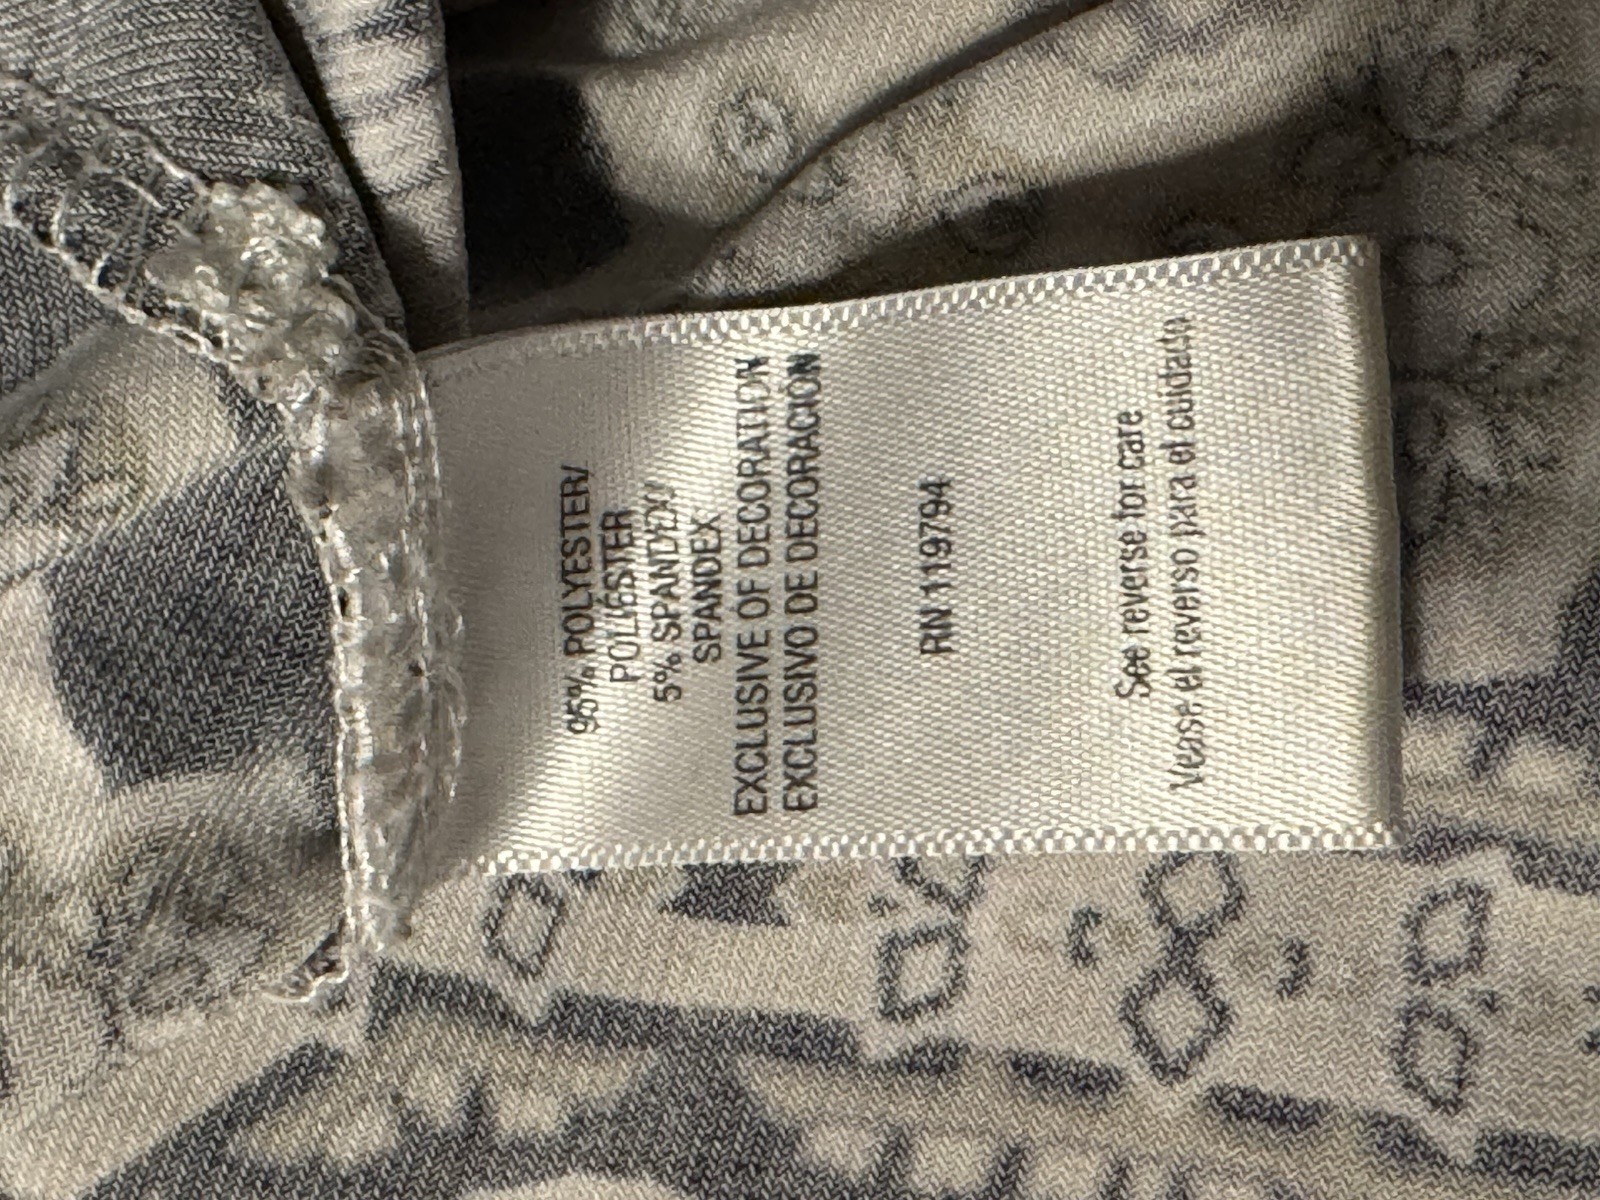 95% POLYESTER/
POLIESTER
5% SPANDEX/
SPANDEX
EXCLUSIVE OF DECORATION
EXCLUSIVO DE DECORACIÓN
RN 119794
See reverse for care
Vease el reverso para el cuidado